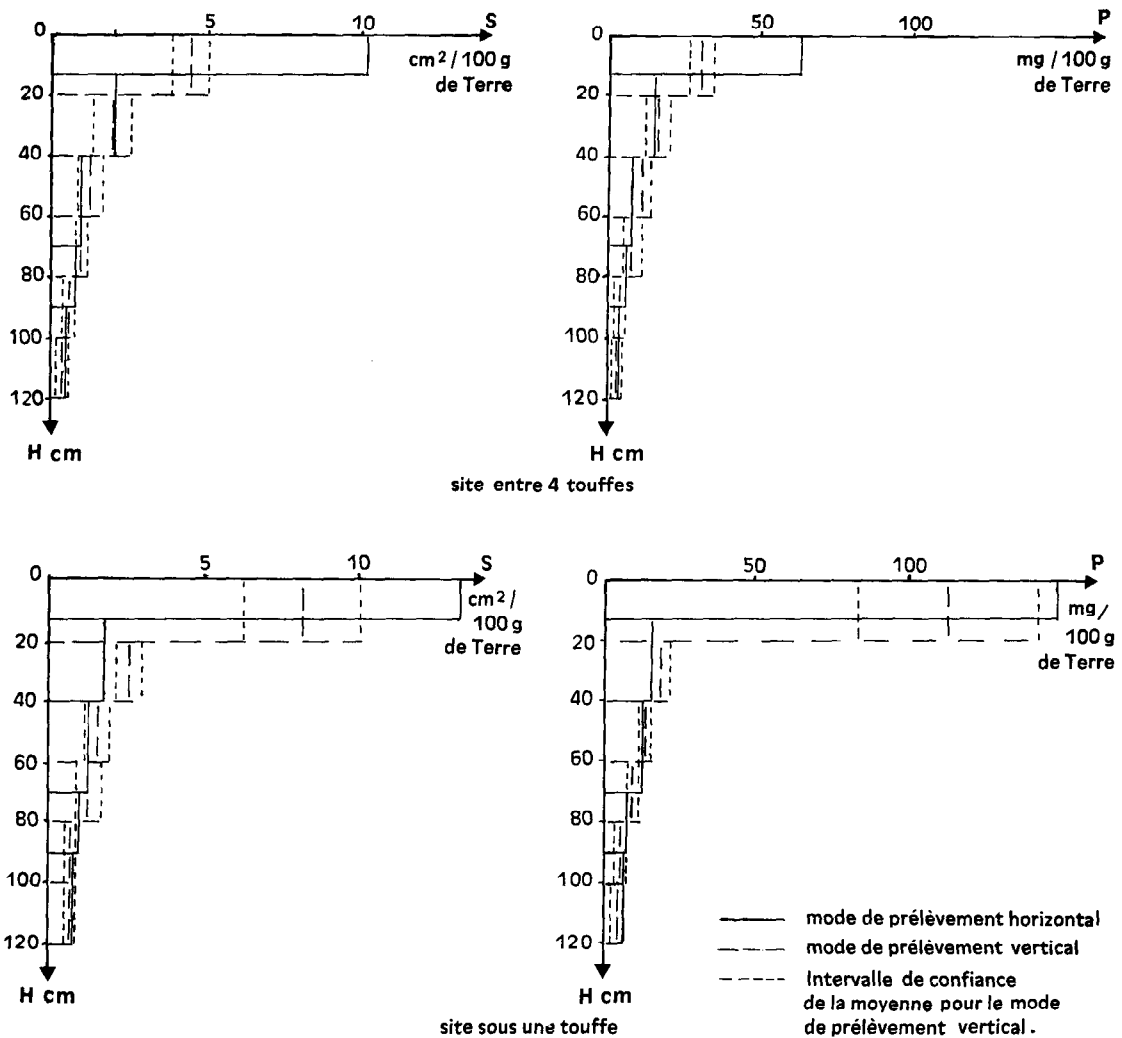 0 5 10 S
cm² / 100 g
de Terre
20
40
60
80
100
120
H cm
0 50 100 P
mg / 100 g
de Terre
20
40
60
80
100
120
H cm
site entre 4 touffes
0 5 10 S
cm² /
100 g
de Terre
20
40
60
80
100
120
H cm
0 50 100 P
mg /
100 g
de Terre
20
40
60
80
100
120
H cm
mode de prélèvement horizontal
mode de prélèvement vertical
Intervalle de confiance
de la moyenne pour le mode
de prélèvement vertical.
site sous une touffe